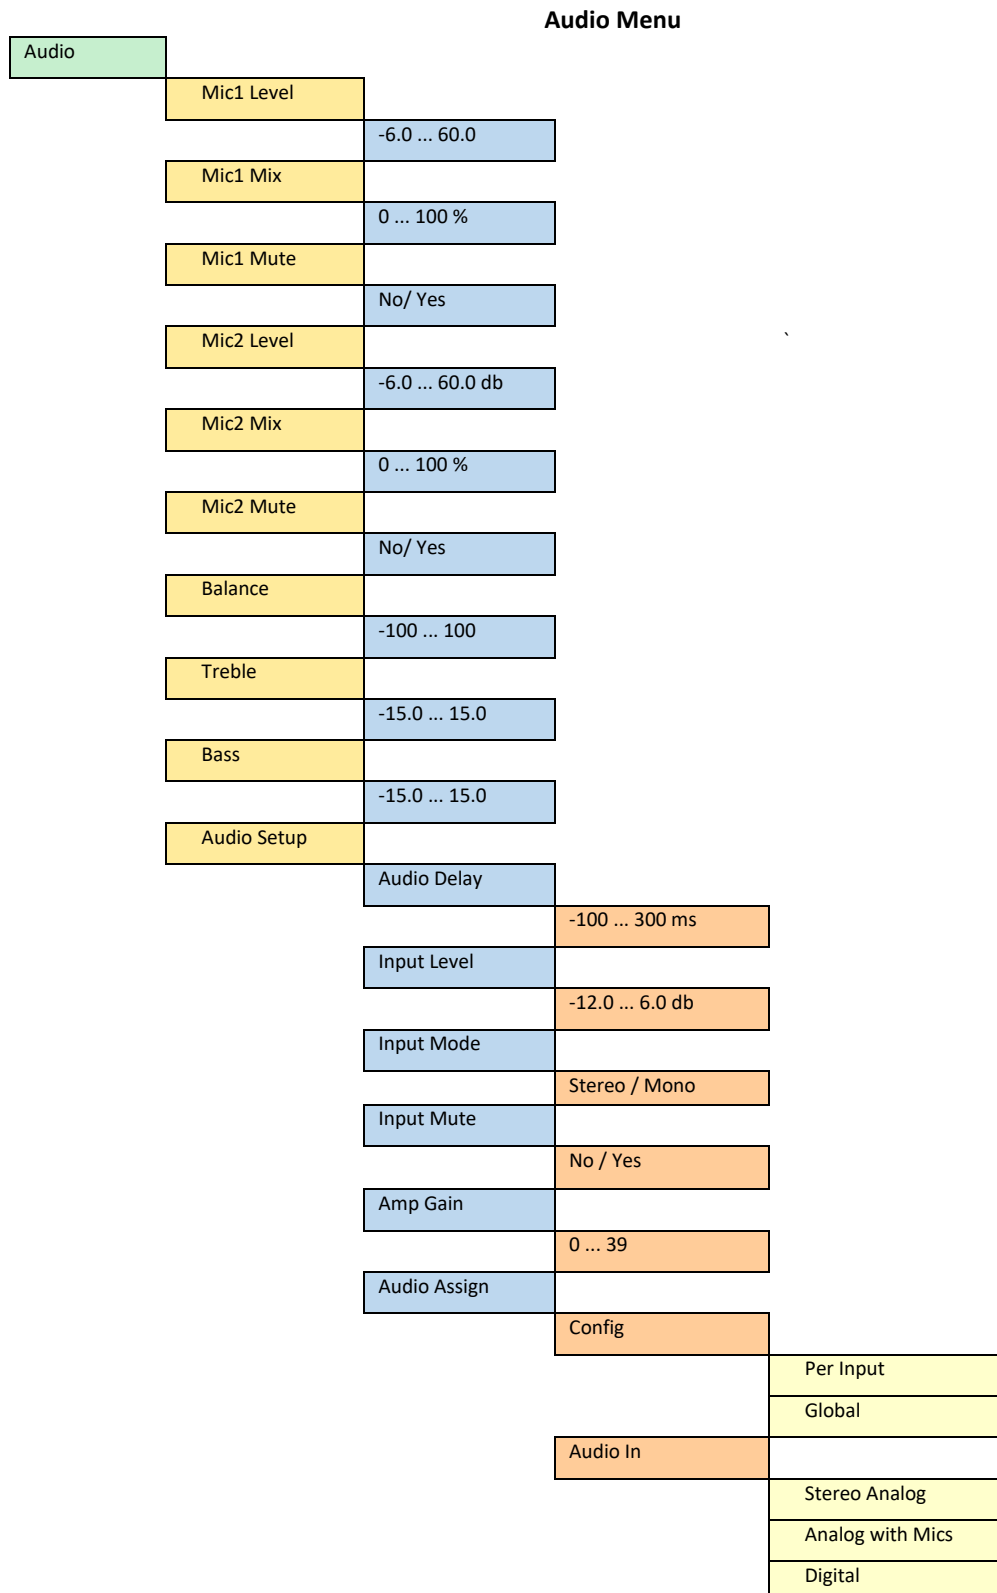 Audio Menu
Audio
Mic1 Level
-6.0 ... 60.0
Mic1 Mix
0 ... 100 %
Mic1 Mute
No/ Yes
Mic2 Level
`
-6.0 ... 60.0 db
Mic2 Mix
0 ... 100 %
Mic2 Mute
No/ Yes
Balance
-100 ... 100
Treble
-15.0 ... 15.0
Bass
-15.0 ... 15.0
Audio Setup
Audio Delay
-100 ... 300 ms
Input Level
-12.0 ... 6.0 db
Input Mode
Stereo / Mono
Input Mute
No / Yes
Amp Gain
0 ... 39
Audio Assign
Config
Per Input
Global
Audio In
Stereo Analog
Analog with Mics
Digital